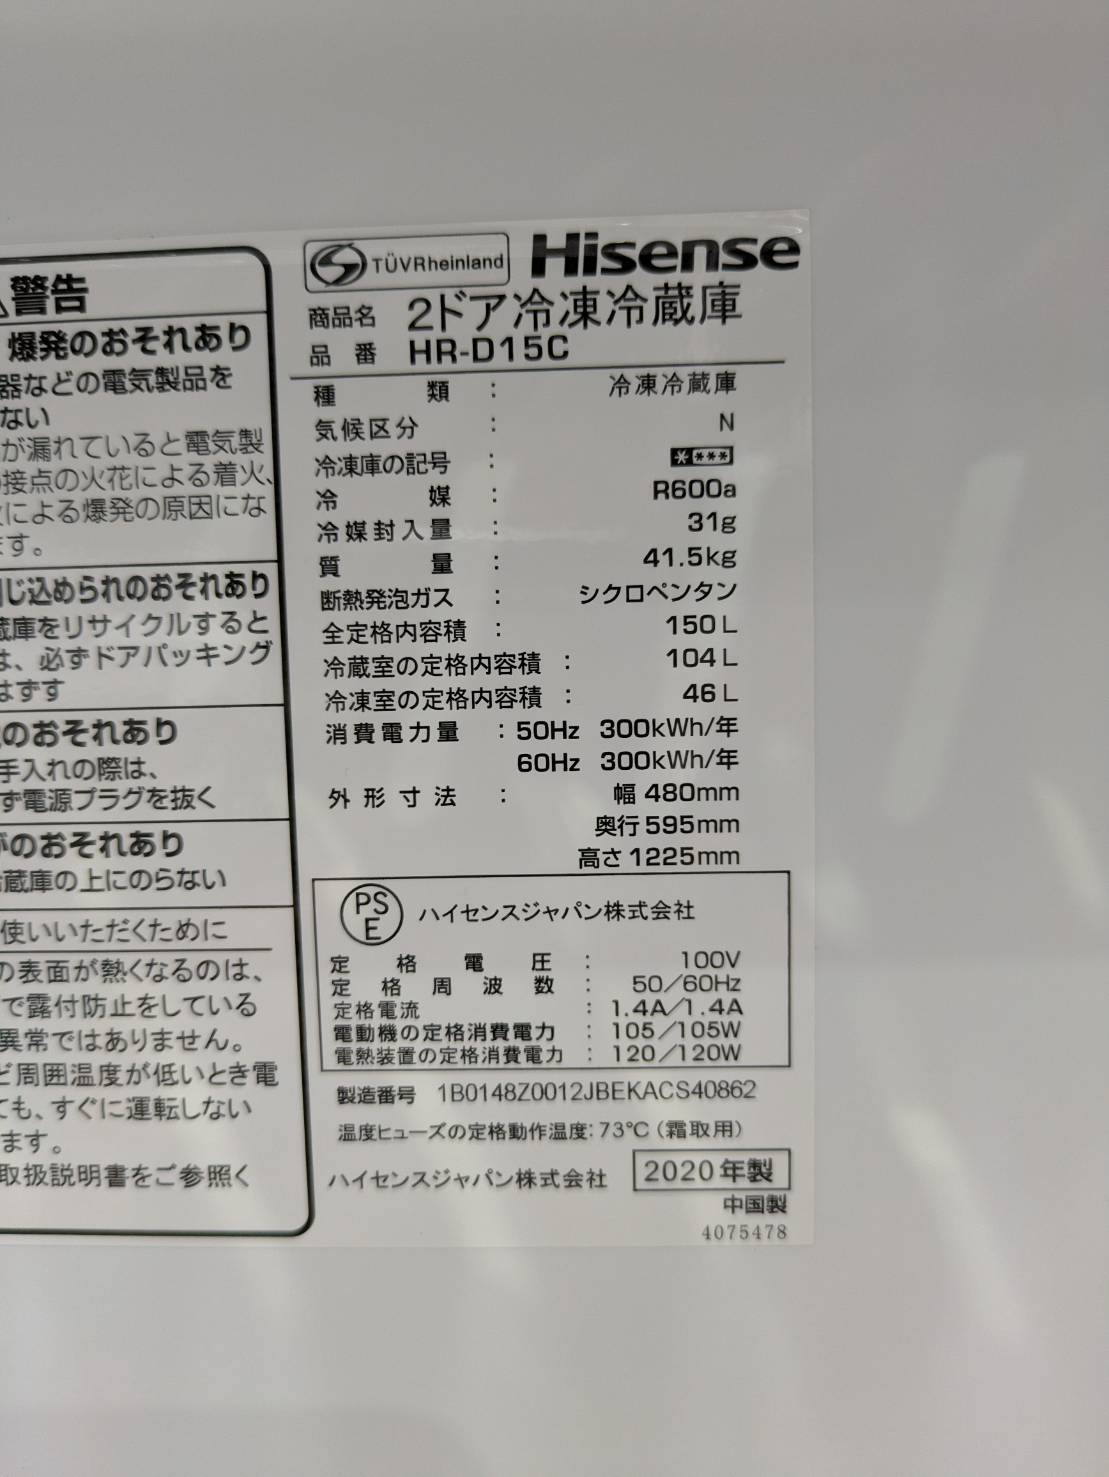 警告
爆発のおそれあり
器などの電気製品を
ない
が漏れていると電気製
接点の火花による着火、
による爆発の原因にな
ます。
じ込められのおそれあり
蔵庫をリサイクルすると
は、必ずドアパッキング
はずす
のおそれあり
手入れの際は、
ず電源プラグを抜く
がのおそれあり
冷蔵庫の上にのらない
使いいただくために
の表面が熱くなるのは、
で露付防止をしている
異常ではありません。
ど周囲温度が低いとき電
ても、すぐに運転しない
ます。
取扱説明書をご参照く
TÜVRheinland Hisense
商品名 2ドア冷凍冷蔵庫
品番 HR-D15C
種類 : 冷凍冷蔵庫
気候区分 : N
冷凍庫の記号 : ****
冷媒 : R600a
冷媒封入量 : 31g
質量 : 41.5kg
断熱発泡ガス : シクロペンタン
全定格内容積 : 150L
冷蔵室の定格内容積 : 104L
冷凍室の定格内容積 : 46L
消費電力量 : 50Hz 300kWh/年
60Hz 300kWh/年
外形寸法 : 幅480mm
奥行595mm
高さ1225mm
PSE ハイセンスジャパン株式会社
定格電圧 : 100V
定格周波数 : 50/60Hz
定格電流 : 1.4A/1.4A
電動機の定格消費電力 : 105/105W
電熱装置の定格消費電力 : 120/120W
製造番号 1B0148Z0012JBEKACS40862
温度ヒューズの定格動作温度:73℃(霜取用)
ハイセンスジャパン株式会社 2020年製
中国製
4075478